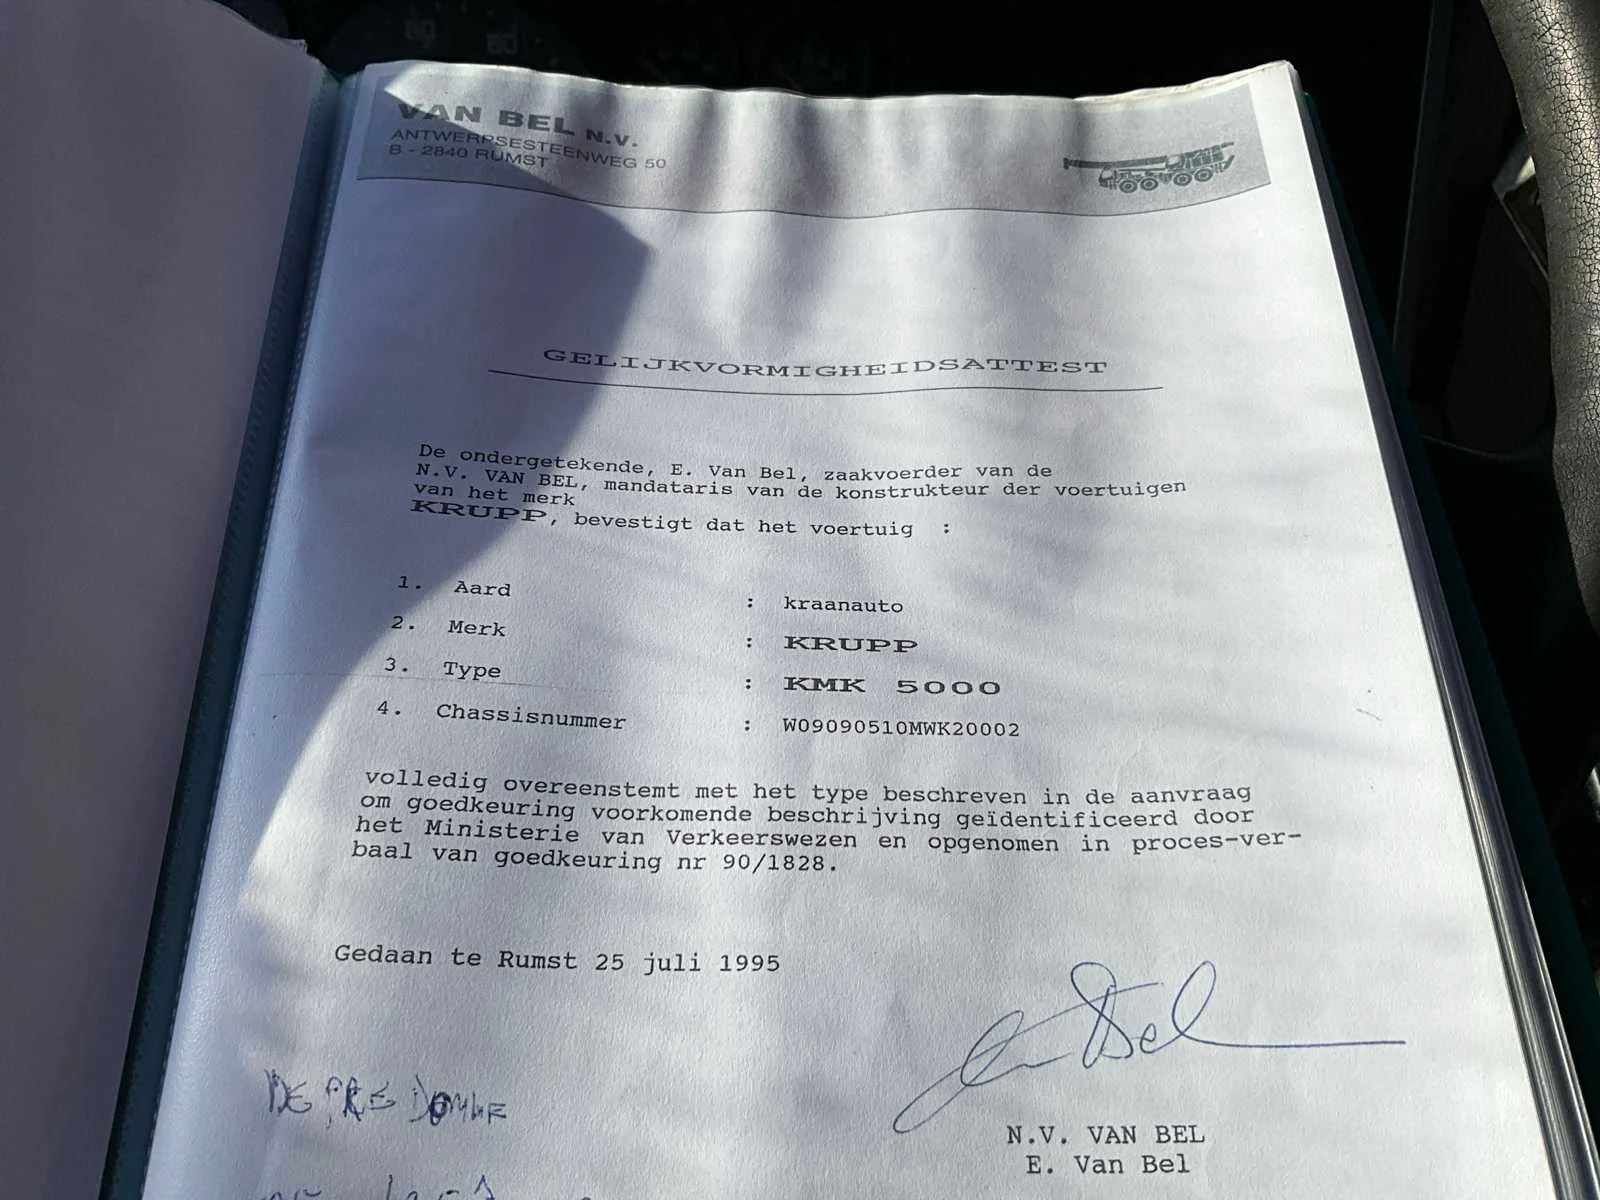 VAN BEL N.V.
ANTWERPSESTEENWEG 50
B - 2840 RUMST
GELIJKVORMIGHEIDSATTEST
De ondergetekende, E. Van Bel, zaakvoerder van de
N.V. VAN BEL, mandataris van de konstrukteur der voertuigen
van het merk
KRUPP, bevestigt dat het voertuig :
1. Aard : kraanauto
2. Merk : KRUPP
3. Type : KMK 5000
4. Chassisnummer : W09090510MWK20002
volledig overeenstemt met het type beschreven in de aanvraag
om goedkeuring voorkomende beschrijving geïdentificeerd door
het Ministerie van Verkeerswezen en opgenomen in proces-ver-
baal van goedkeuring nr 90/1828.
Gedaan te Rumst 25 juli 1995
DE
N.V. VAN BEL
E. Van Bel